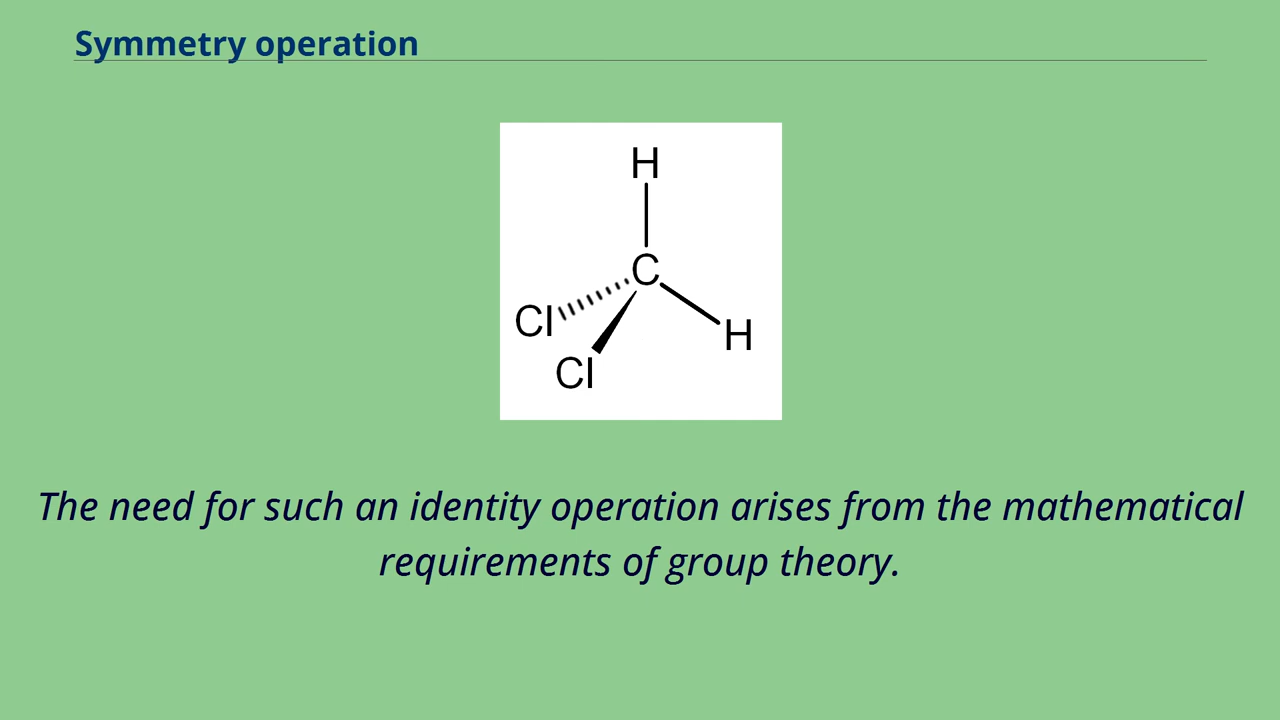 Symmetry operation
H
C
Cl
H
Cl
The need for such an identity operation arises from the mathematical
requirements of group theory.